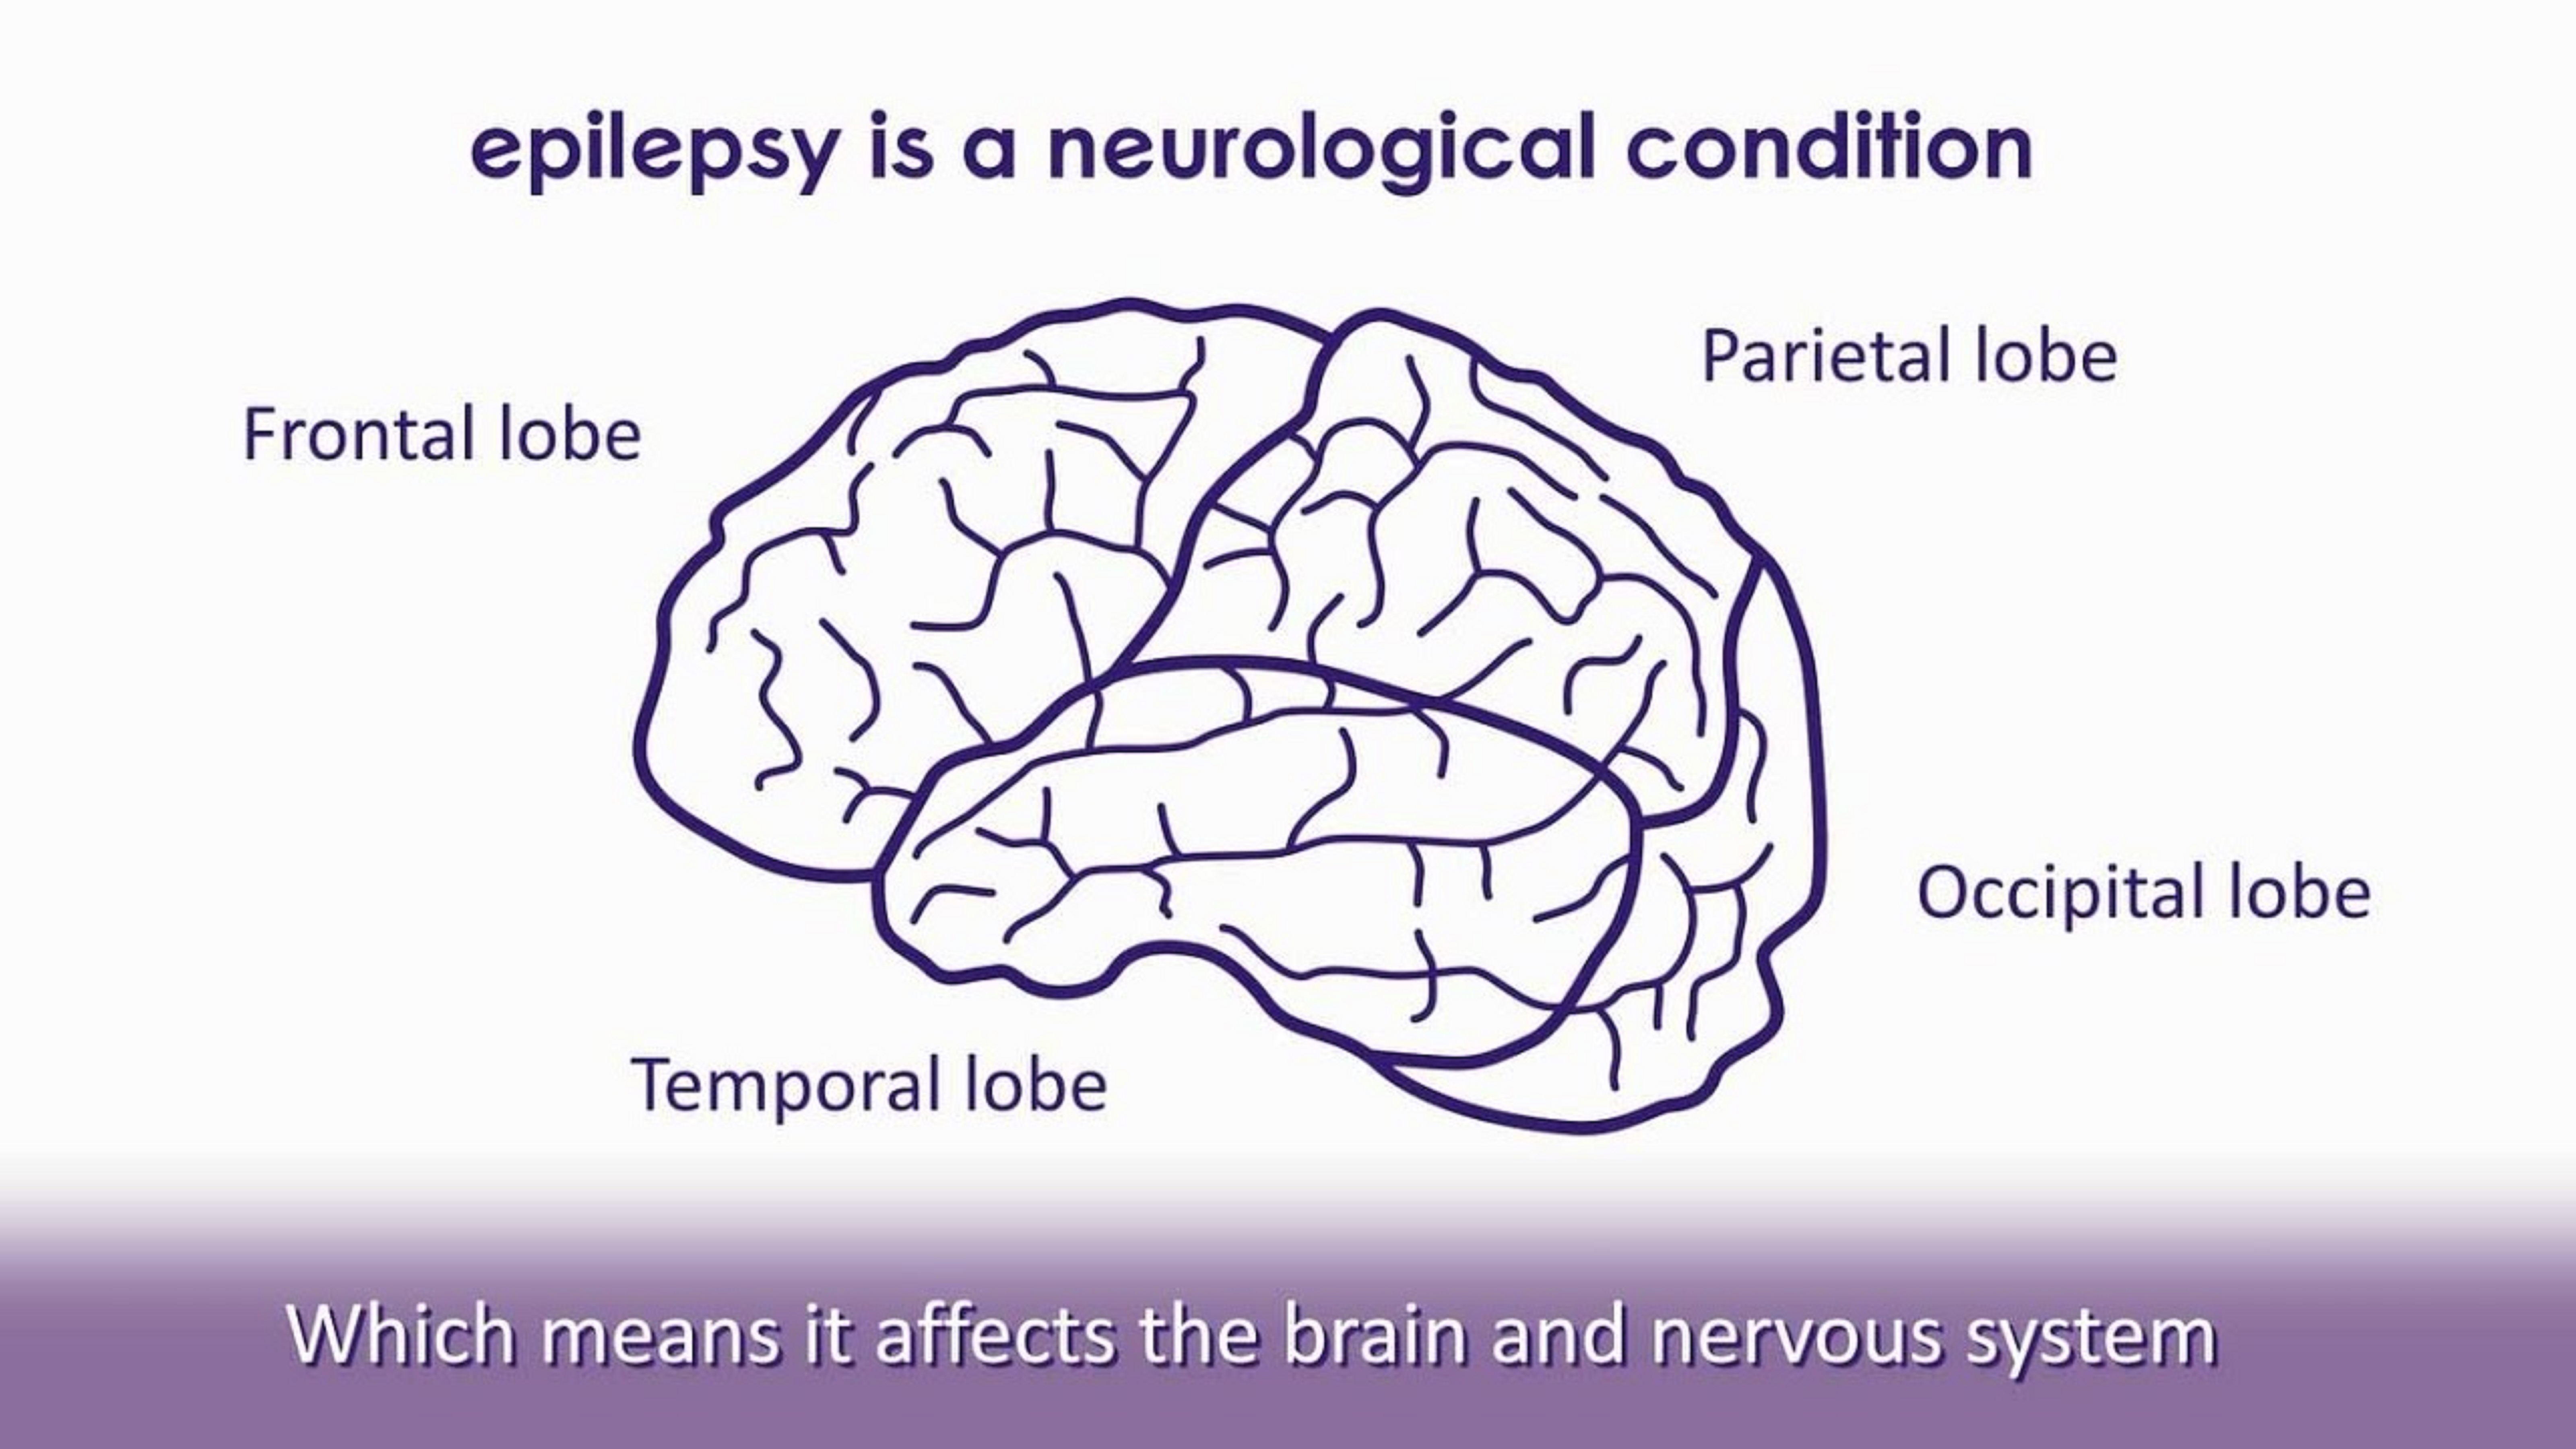 epilepsy is a neurological condition
Parietal lobe
Frontal lobe
Occipital lobe
Temporal lobe
Which means it affects the brain and nervous system